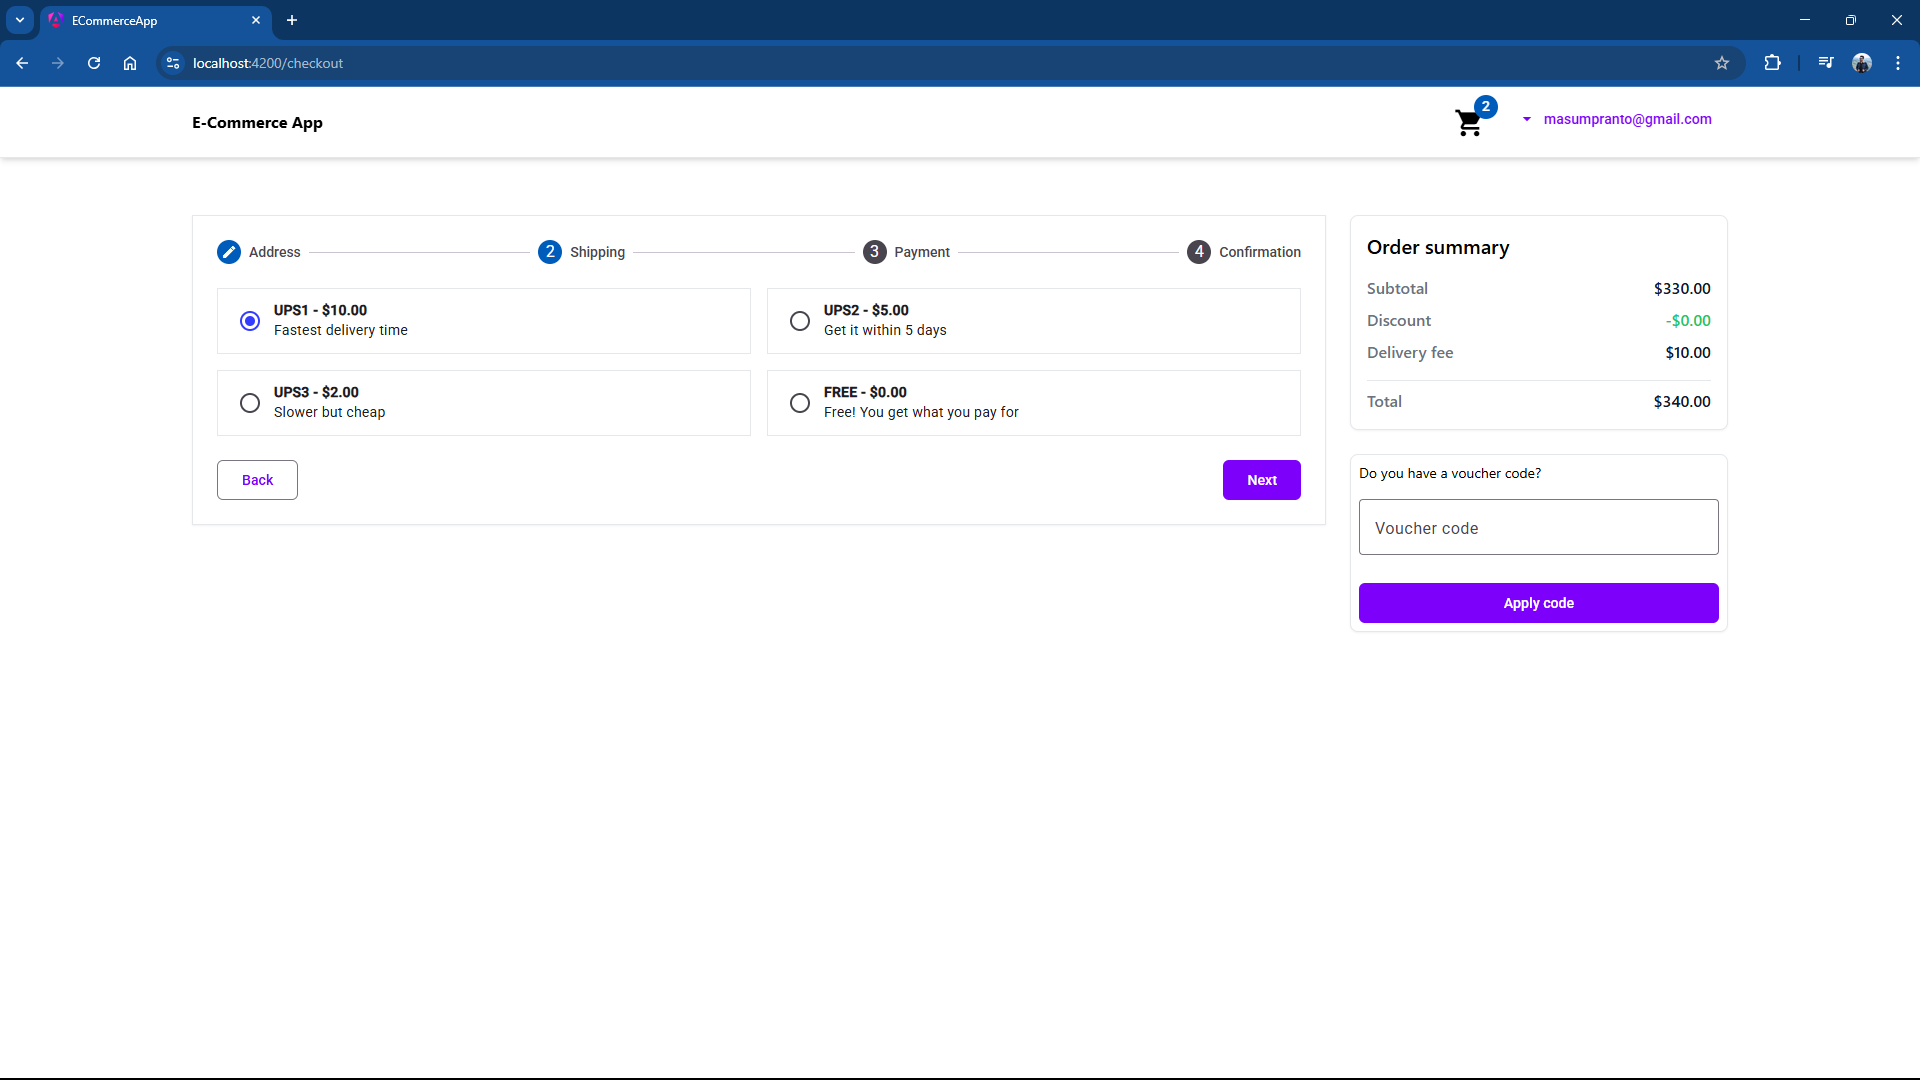 ECommerceApp
localhost:4200/checkout
E-Commerce App
2
masumpranto@gmail.com
Address
2 Shipping
3 Payment
4 Confirmation
UPS1 - $10.00
Fastest delivery time
UPS2 - $5.00
Get it within 5 days
UPS3 - $2.00
Slower but cheap
FREE - $0.00
Free! You get what you pay for
Back
Next
Order summary
Subtotal $330.00
Discount -$0.00
Delivery fee $10.00
Total $340.00
Do you have a voucher code?
Voucher code
Apply code